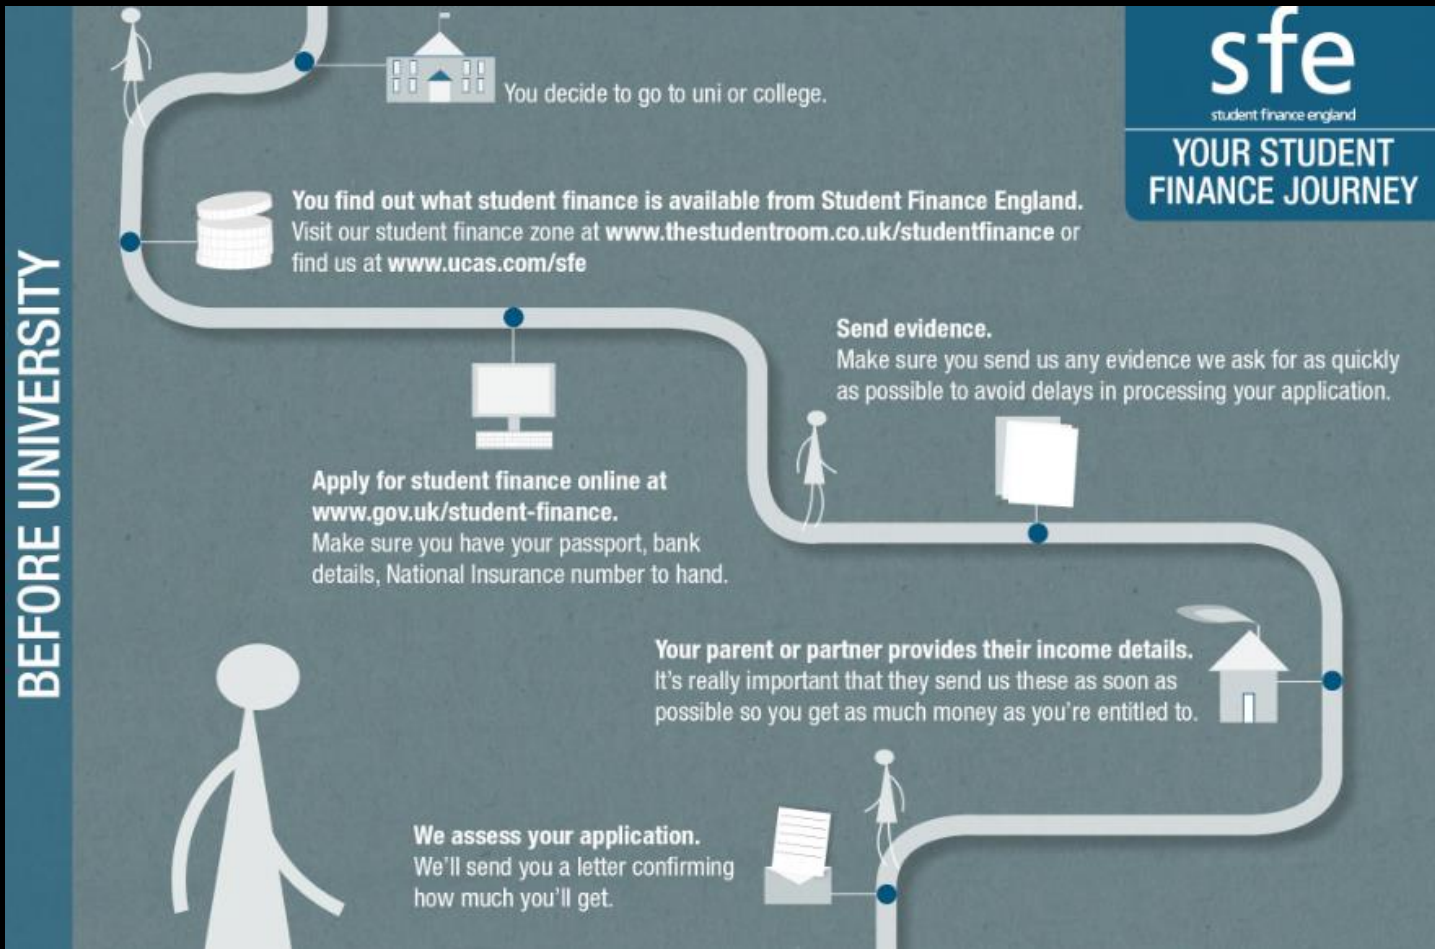 sfe
student finance england
YOUR STUDENT
FINANCE JOURNEY
BEFORE UNIVERSITY
You decide to go to uni or college.
You find out what student finance is available from Student Finance England.
Visit our student finance zone at www.thestudentroom.co.uk/studentfinance or
find us at www.ucas.com/sfe
Apply for student finance online at
www.gov.uk/student-finance.
Make sure you have your passport, bank
details, National Insurance number to hand.
Send evidence.
Make sure you send us any evidence we ask for as quickly
as possible to avoid delays in processing your application.
Your parent or partner provides their income details.
It's really important that they send us these as soon as
possible so you get as much money as you're entitled to.
We assess your application.
We'll send you a letter confirming
how much you'll get.